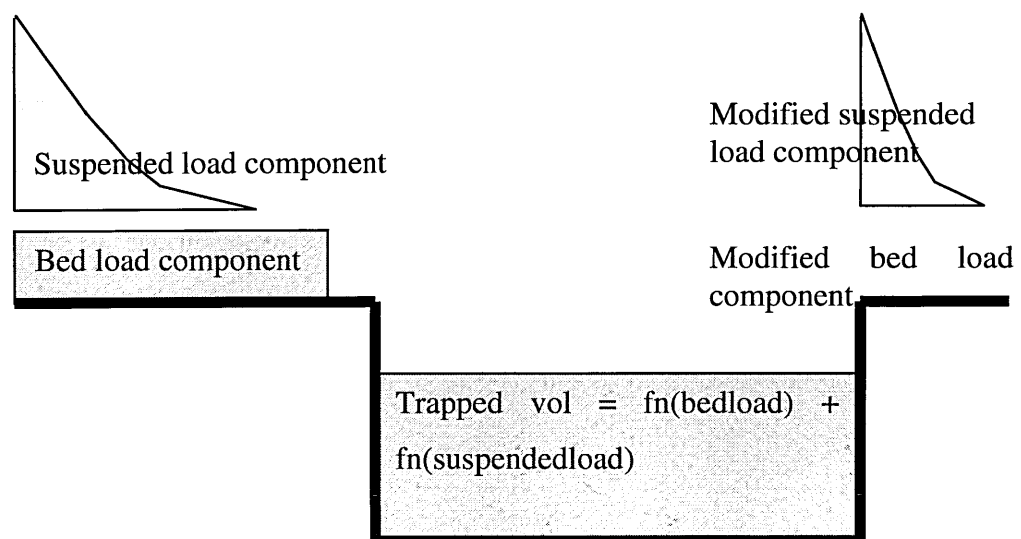 Suspended load component
Bed load component
Modified suspended
load component
Modified bed load
component
Trapped vol = fn(bedload) +
fn(suspendedload)